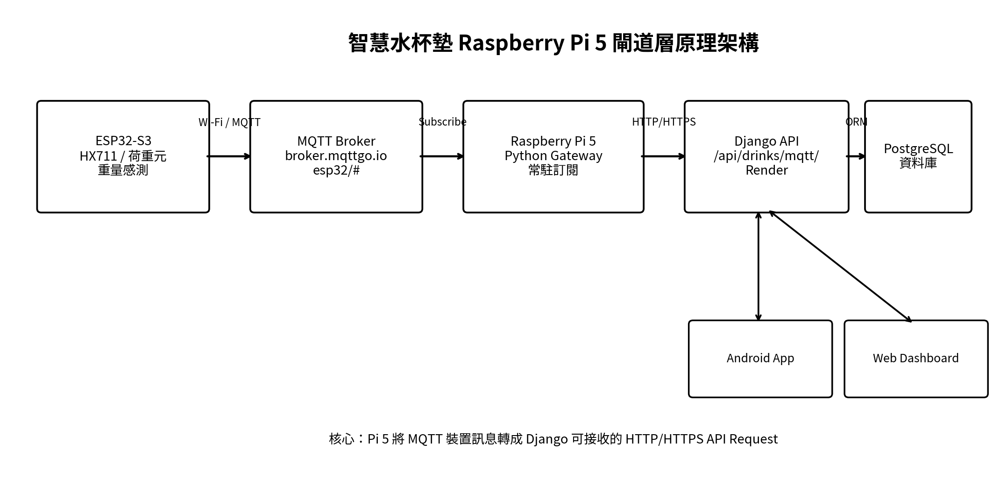 智慧水杯墊 Raspberry Pi 5 閘道層原理架構
Wi-Fi / MQTT
Subscribe
HTTP/HTTPS
ORM
ESP32-S3
HX711 / 荷重元
重量感測
MQTT Broker
broker.mqttgo.io
esp32/#
Raspberry Pi 5
Python Gateway
常駐訂閱
Django API
/api/drinks/mqtt/
Render
PostgreSQL
資料庫
Android App
Web Dashboard
核心：Pi 5 將 MQTT 裝置訊息轉成 Django 可接收的 HTTP/HTTPS API Request